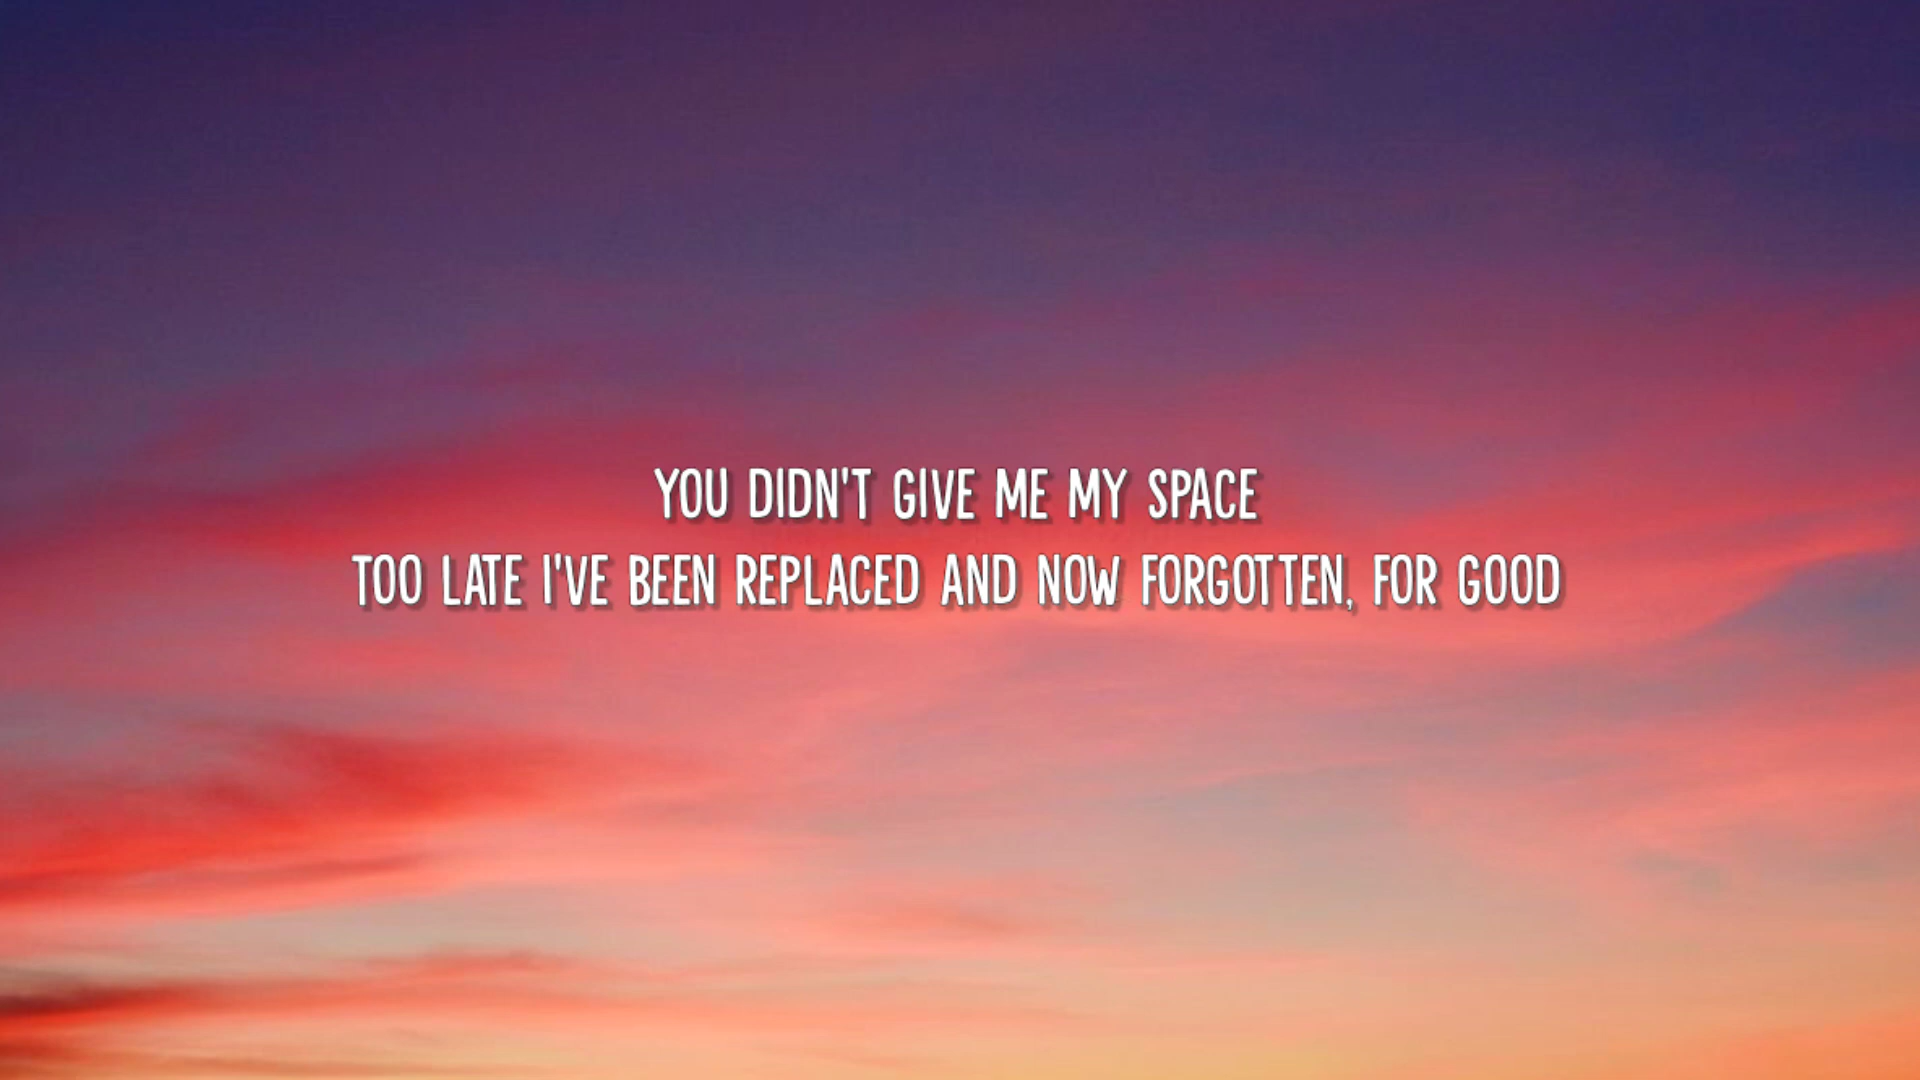 YOU DIDN'T GIVE ME MY SPACE
TOO LATE I'VE BEEN REPLACED AND NOW FORGOTTEN, FOR GOOD